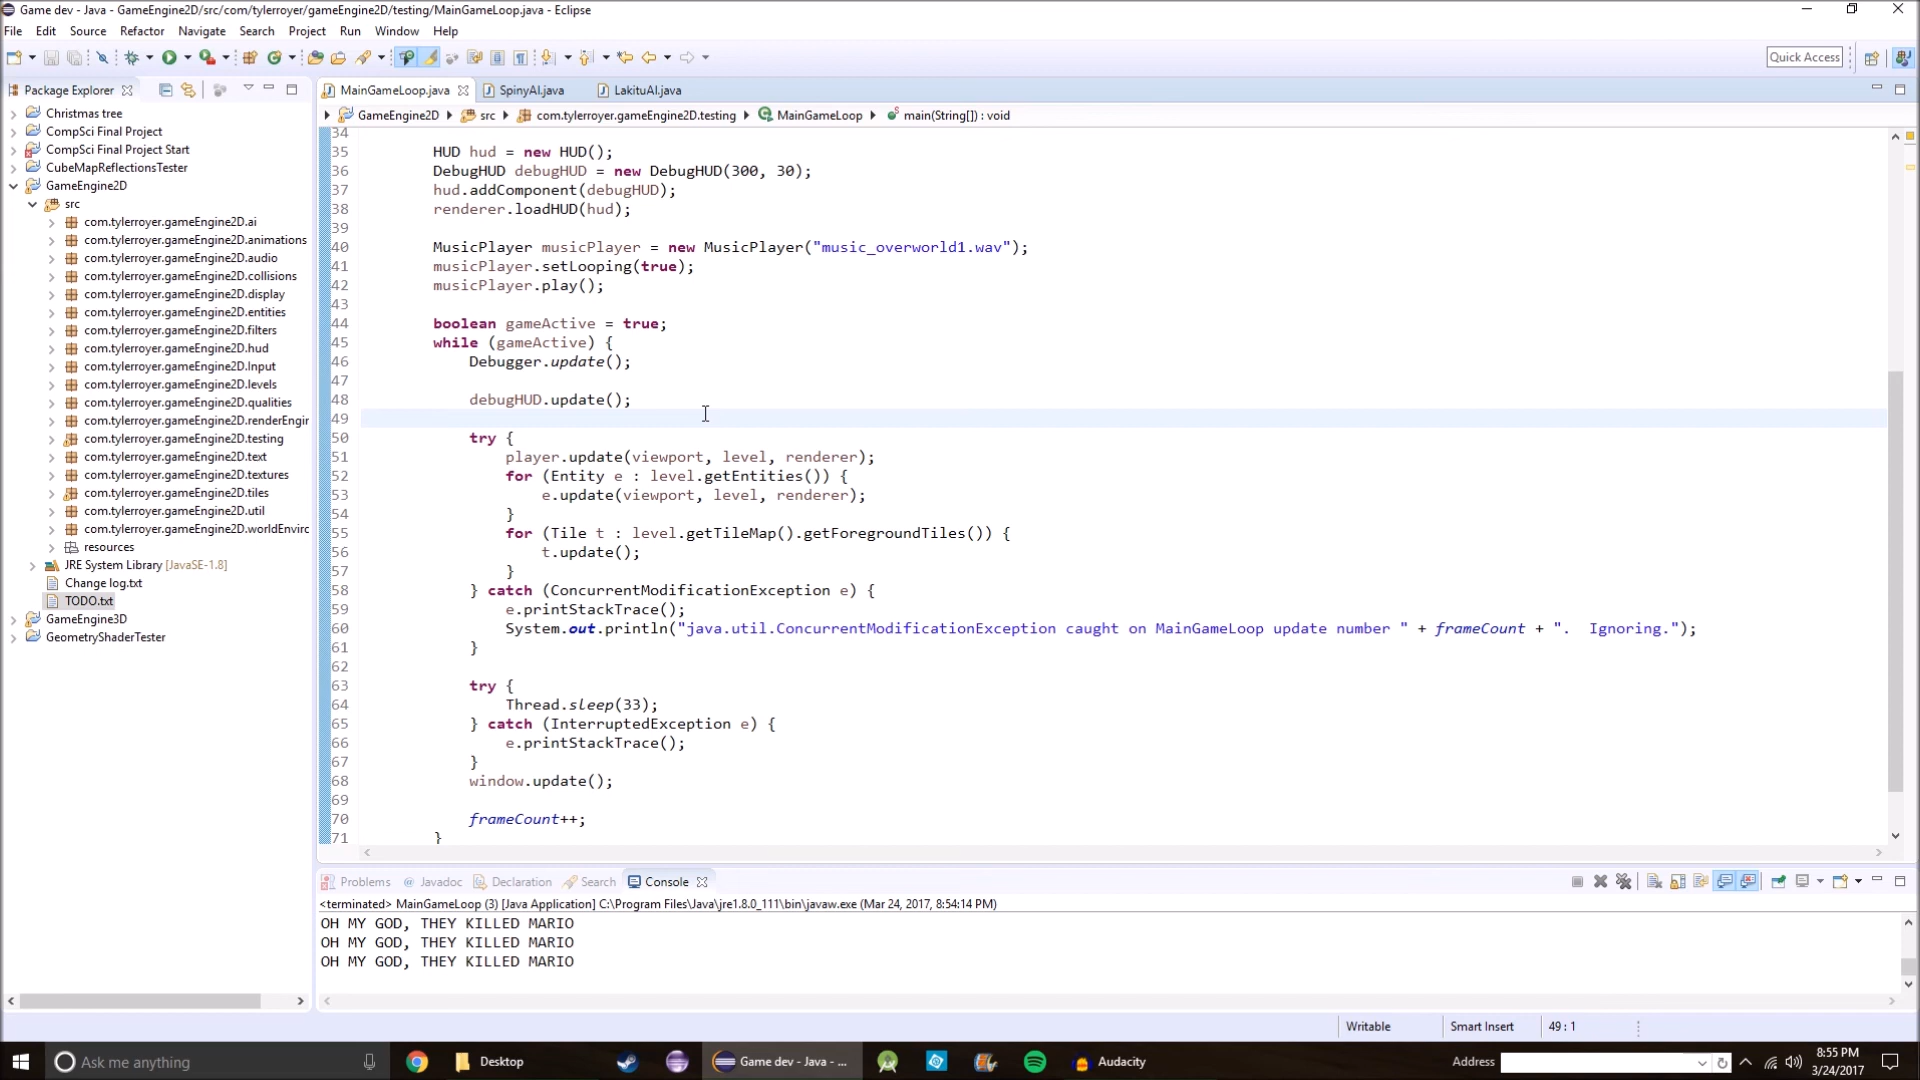 Game dev - Java - GameEngine2D/src/com/tylerroyer/gameEngine2D/testing/MainGameLoop.java - Eclipse
File Edit Source Refactor Navigate Search Project Run Window Help
Quick Access
Package Explorer
Christmas tree
CompSci Final Project
CompSci Final Project Start
CubeMapReflectionsTester
GameEngine2D
src
com.tylerroyer.gameEngine2D.ai
com.tylerroyer.gameEngine2D.animations
com.tylerroyer.gameEngine2D.audio
com.tylerroyer.gameEngine2D.collisions
com.tylerroyer.gameEngine2D.display
com.tylerroyer.gameEngine2D.entities
com.tylerroyer.gameEngine2D.filters
com.tylerroyer.gameEngine2D.hud
com.tylerroyer.gameEngine2D.Input
com.tylerroyer.gameEngine2D.levels
com.tylerroyer.gameEngine2D.qualities
com.tylerroyer.gameEngine2D.renderEngir
com.tylerroyer.gameEngine2D.testing
com.tylerroyer.gameEngine2D.text
com.tylerroyer.gameEngine2D.textures
com.tylerroyer.gameEngine2D.tiles
com.tylerroyer.gameEngine2D.util
com.tylerroyer.gameEngine2D.worldEnvirc
resources
JRE System Library [JavaSE-1.8]
Change log.txt
TODO.txt
GameEngine3D
GeometryShaderTester
MainGameLoop.java SpinyAI.java LakituAI.java
GameEngine2D src com.tylerroyer.gameEngine2D.testing MainGameLoop main(String[]) : void
34
35 HUD hud = new HUD();
36 DebugHUD debugHUD = new DebugHUD(300, 30);
37 hud.addComponent(debugHUD);
38 renderer.loadHUD(hud);
39
40 MusicPlayer musicPlayer = new MusicPlayer("music_overworld1.wav");
41 musicPlayer.setLooping(true);
42 musicPlayer.play();
43
44 boolean gameActive = true;
45 while (gameActive) {
46 Debugger.update();
47
48 debugHUD.update();
49
50 try {
51 player.update(viewport, level, renderer);
52 for (Entity e : level.getEntities()) {
53 e.update(viewport, level, renderer);
54 }
55 for (Tile t : level.getTileMap().getForegroundTiles()) {
56 t.update();
57 }
58 } catch (ConcurrentModificationException e) {
59 e.printStackTrace();
60 System.out.println("java.util.ConcurrentModificationException caught on MainGameLoop update number " + frameCount + ".  Ignoring.");
61 }
62
63 try {
64 Thread.sleep(33);
65 } catch (InterruptedException e) {
66 e.printStackTrace();
67 }
68 window.update();
69
70 frameCount++;
71 }
Problems Javadoc Declaration Search Console
<terminated> MainGameLoop (3) [Java Application] C:\Program Files\Java\jre1.8.0_111\bin\javaw.exe (Mar 24, 2017, 8:54:14 PM)
OH MY GOD, THEY KILLED MARIO
OH MY GOD, THEY KILLED MARIO
OH MY GOD, THEY KILLED MARIO
Writable Smart Insert 49 : 1
Ask me anything Desktop Game dev - Java - ... Audacity Address 8:55 PM
3/24/2017